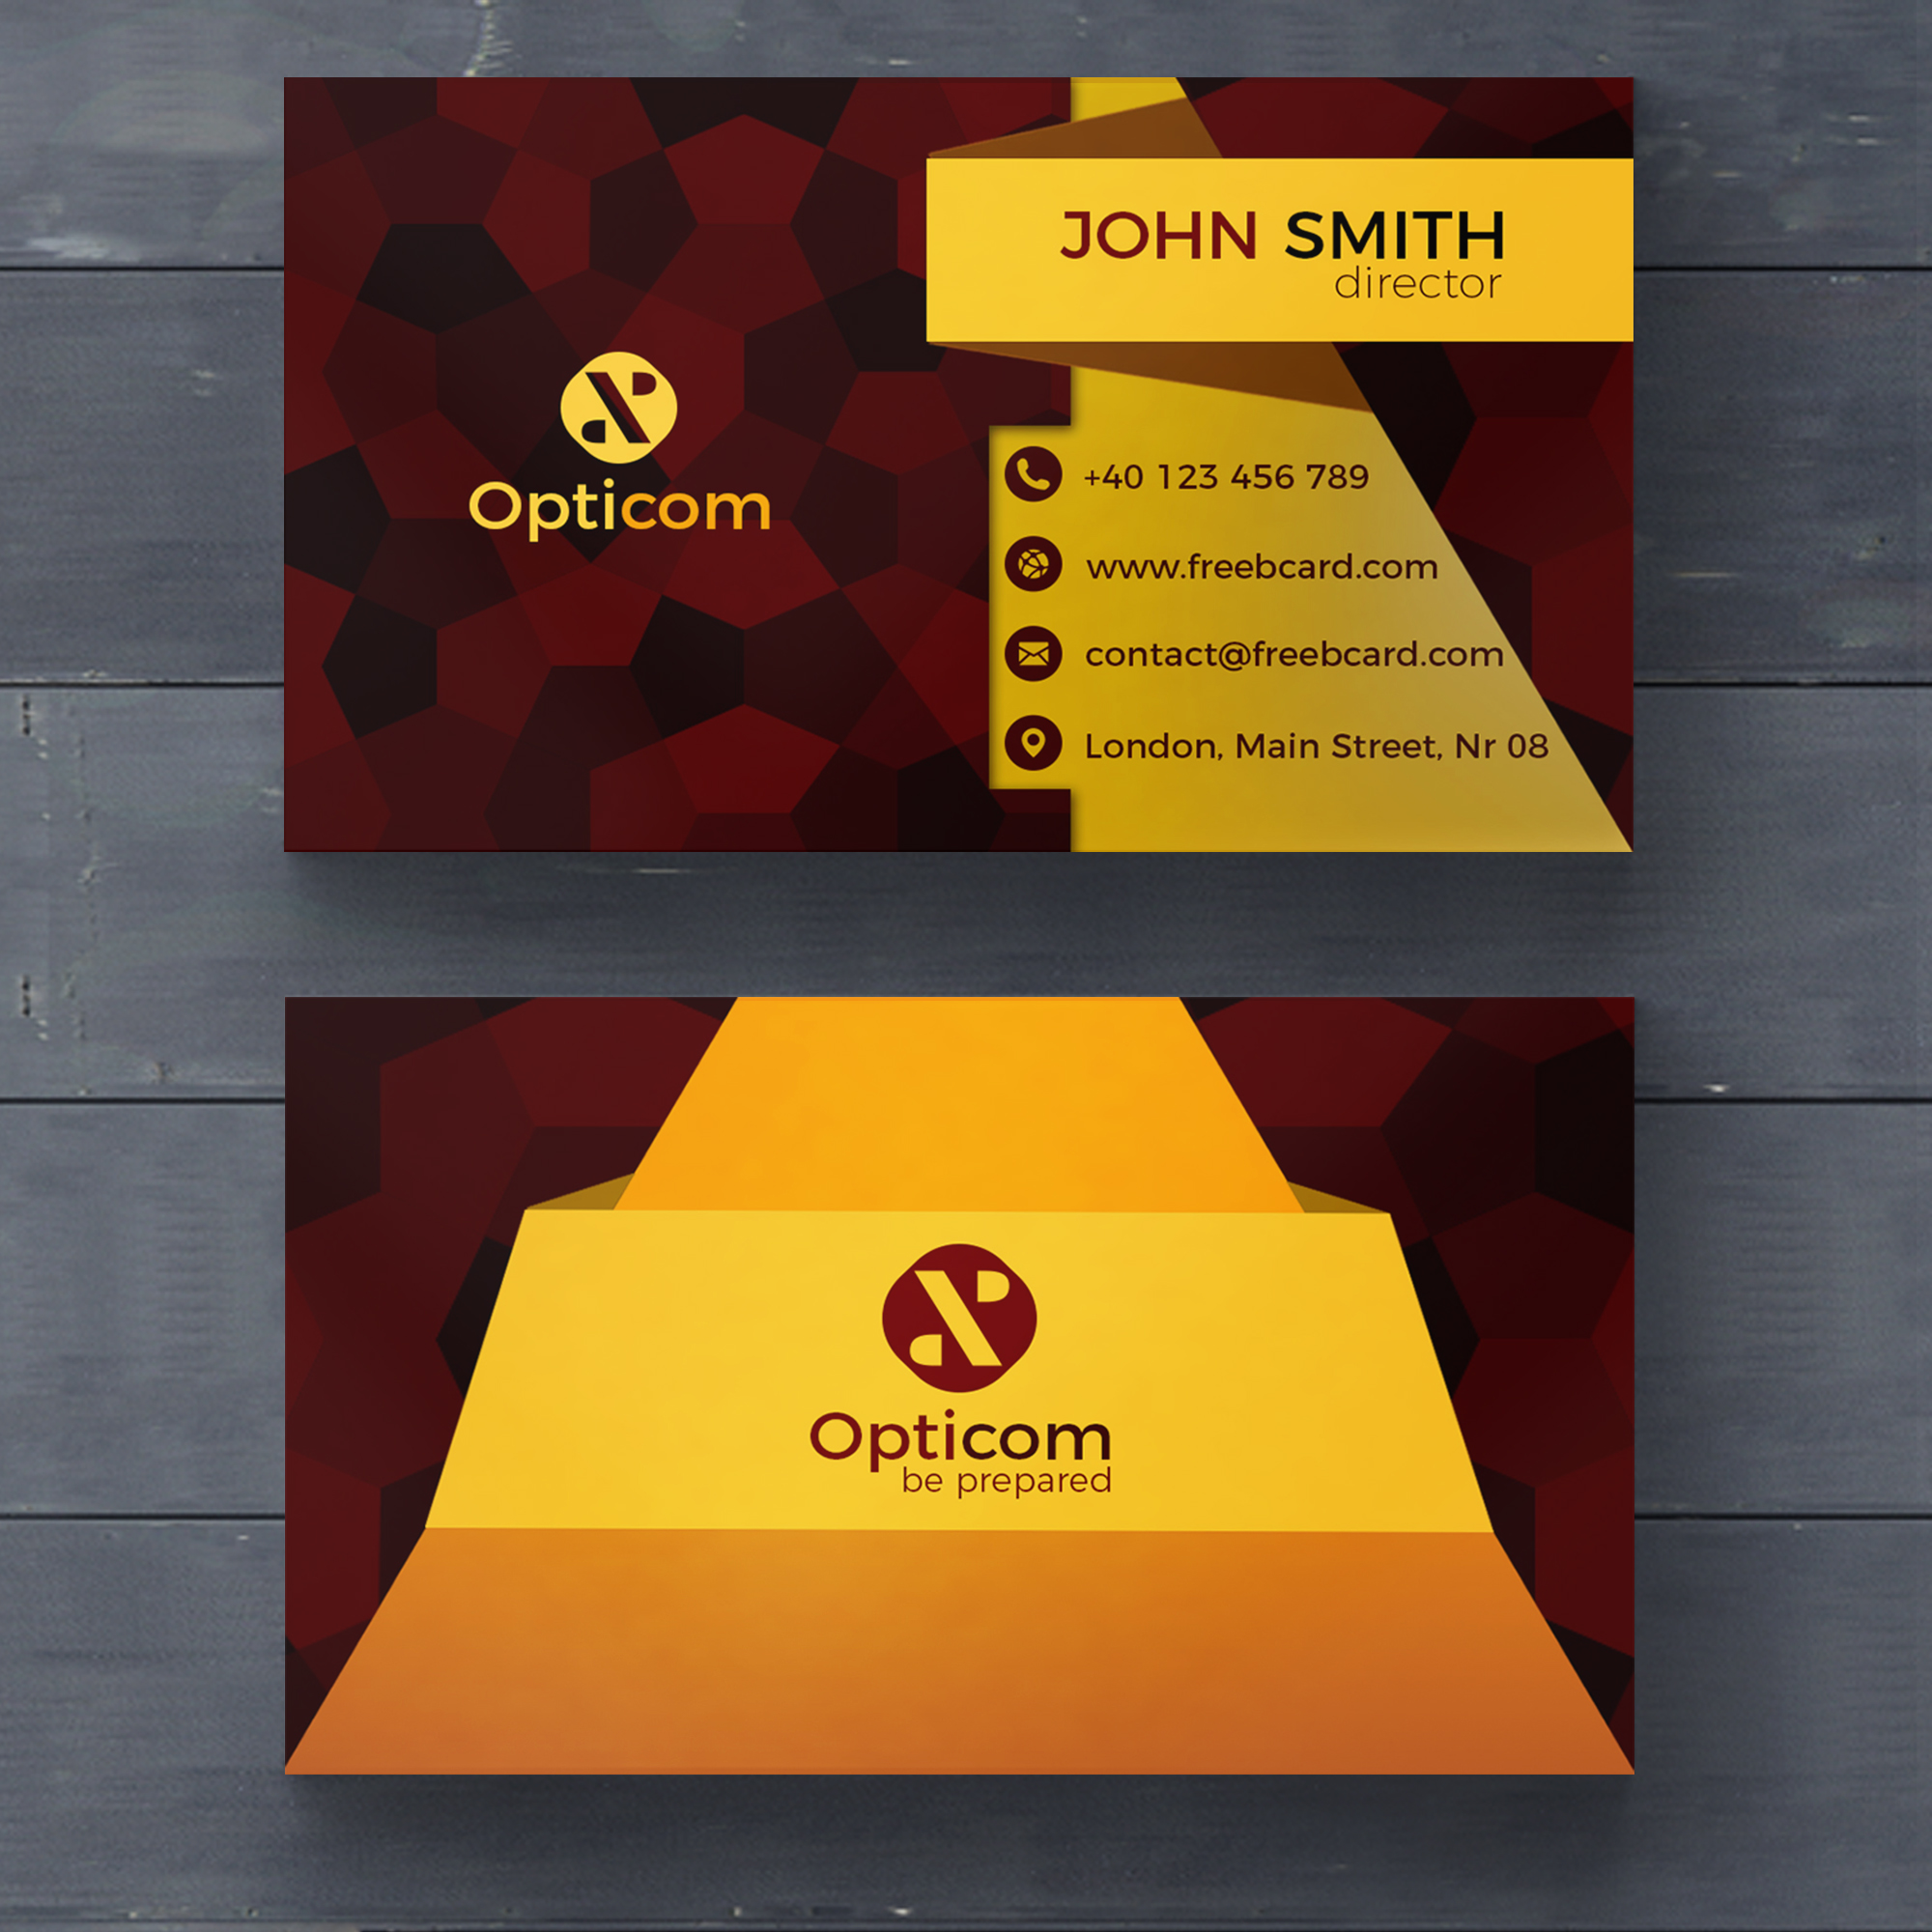 Opticom
JOHN SMITH
director
+40 123 456 789
www.freebcard.com
contact@freebcard.com
London, Main Street, Nr 08
Opticom
be prepared